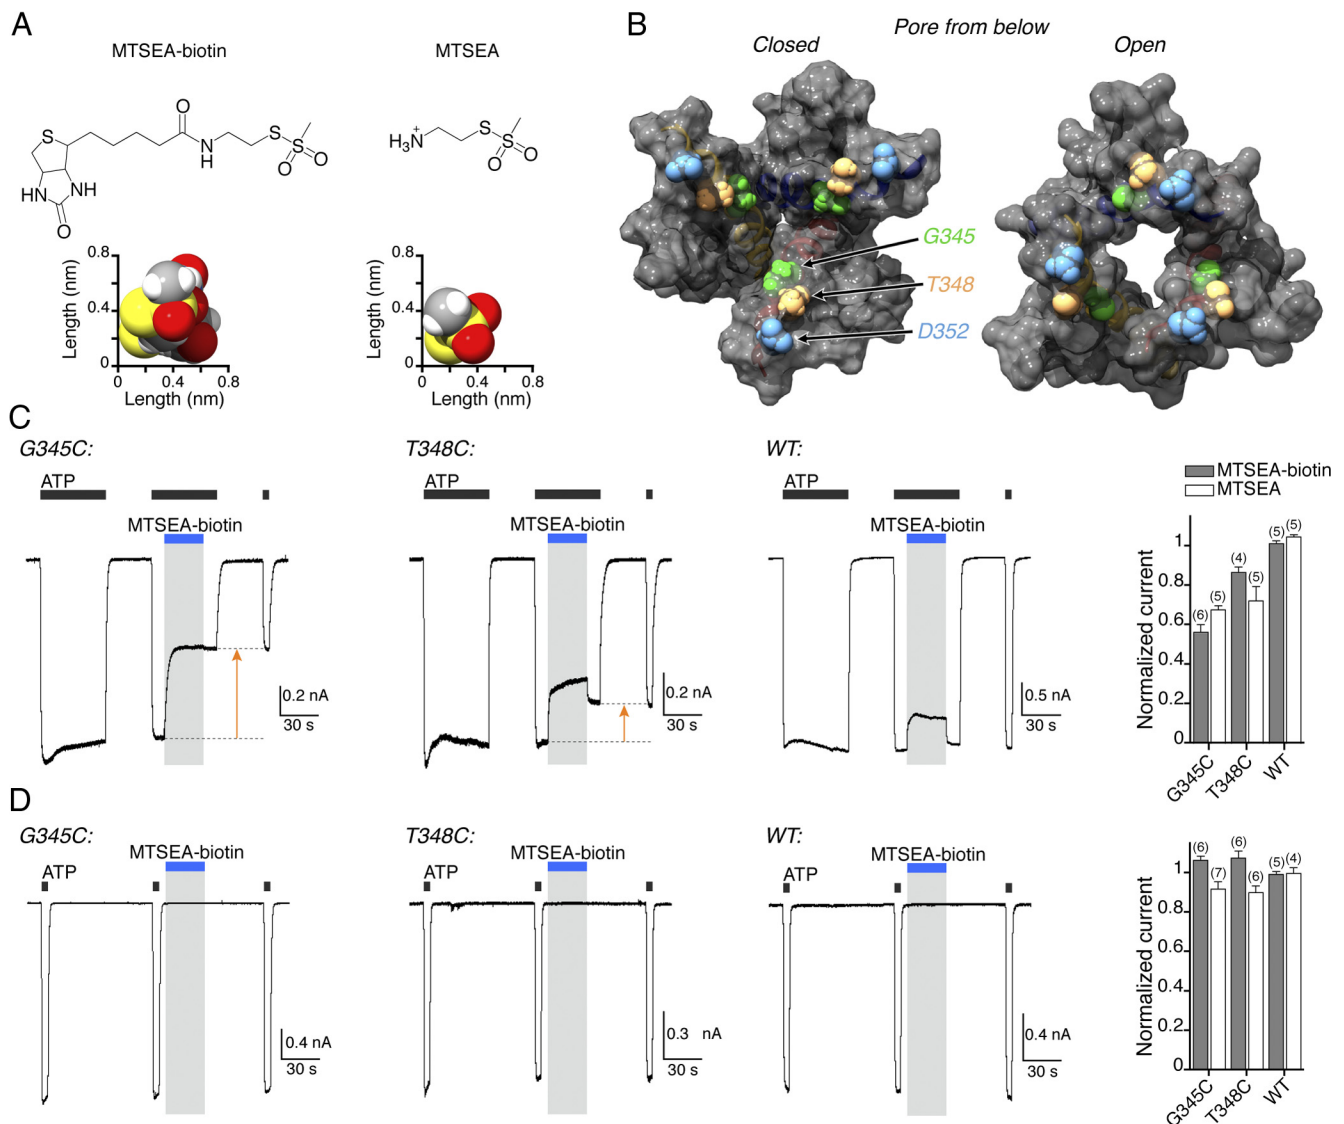 A
MTSEA-biotin
MTSEA
B
Pore from below
Closed
Open
O
S
N
H
S
S
O
O
HN
NH
O
H3N+
S
S
O
O
0.8
0.4
0
Length (nm)
0
0.4
0.8
Length (nm)
0.8
0.4
0
Length (nm)
0
0.4
0.8
Length (nm)
G345
T348
D352
C
G345C:
ATP
MTSEA-biotin
0.2 nA
30 s
T348C:
ATP
MTSEA-biotin
0.2 nA
30 s
WT:
ATP
MTSEA-biotin
0.5 nA
30 s
MTSEA-biotin
MTSEA
Normalized current
1
0.8
0.6
0.4
0.2
0
(6)
(5)
(4)
(5)
(5)
(5)
G345C
T348C
WT
D
G345C:
ATP
MTSEA-biotin
0.4 nA
30 s
T348C:
ATP
MTSEA-biotin
0.3 nA
30 s
WT:
ATP
MTSEA-biotin
0.4 nA
30 s
Normalized current
1
0.8
0.6
0.4
0.2
0
(6)
(7)
(6)
(6)
(5)
(4)
G345C
T348C
WT